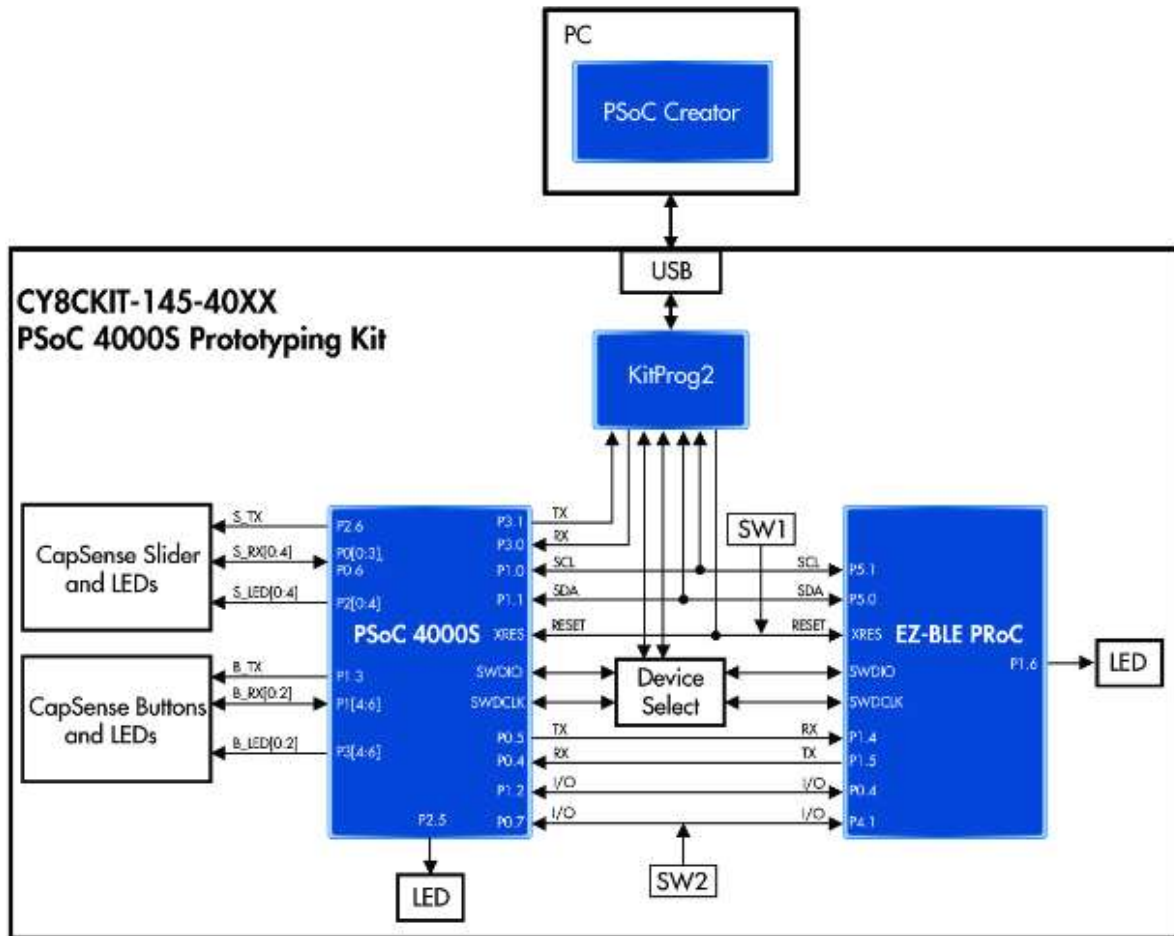 PC
PSoC Creator
USB
CY8CKIT-145-40XX
PSoC 4000S Prototyping Kit
KitProg2
CapSense Slider
and LEDs
S_TX
S_RX[0:4]
S_LED[0:4]
CapSense Buttons
and LEDs
B_TX
B_RX[0:2]
B_LED[0:2]
P2.6
P0[0:3],
P0.6
P2[0:4]
PSoC 4000S
P1.3
P1[4:6]
P3[4:6]
P2.5
LED
P3.1
P3.0
P1.0
P1.1
XRES
SWDIO
SWDCLK
P0.5
P0.4
P1.2
P0.7
TX
RX
SCL
SDA
RESET
TX
RX
I/O
I/O
SW1
Device
Select
SW2
SCL
SDA
RESET
RX
TX
I/O
I/O
P5.1
P5.0
XRES
EZ-BLE PRoC
P1.6
SWDIO
SWDCLK
P1.4
P1.5
P0.4
P4.1
LED